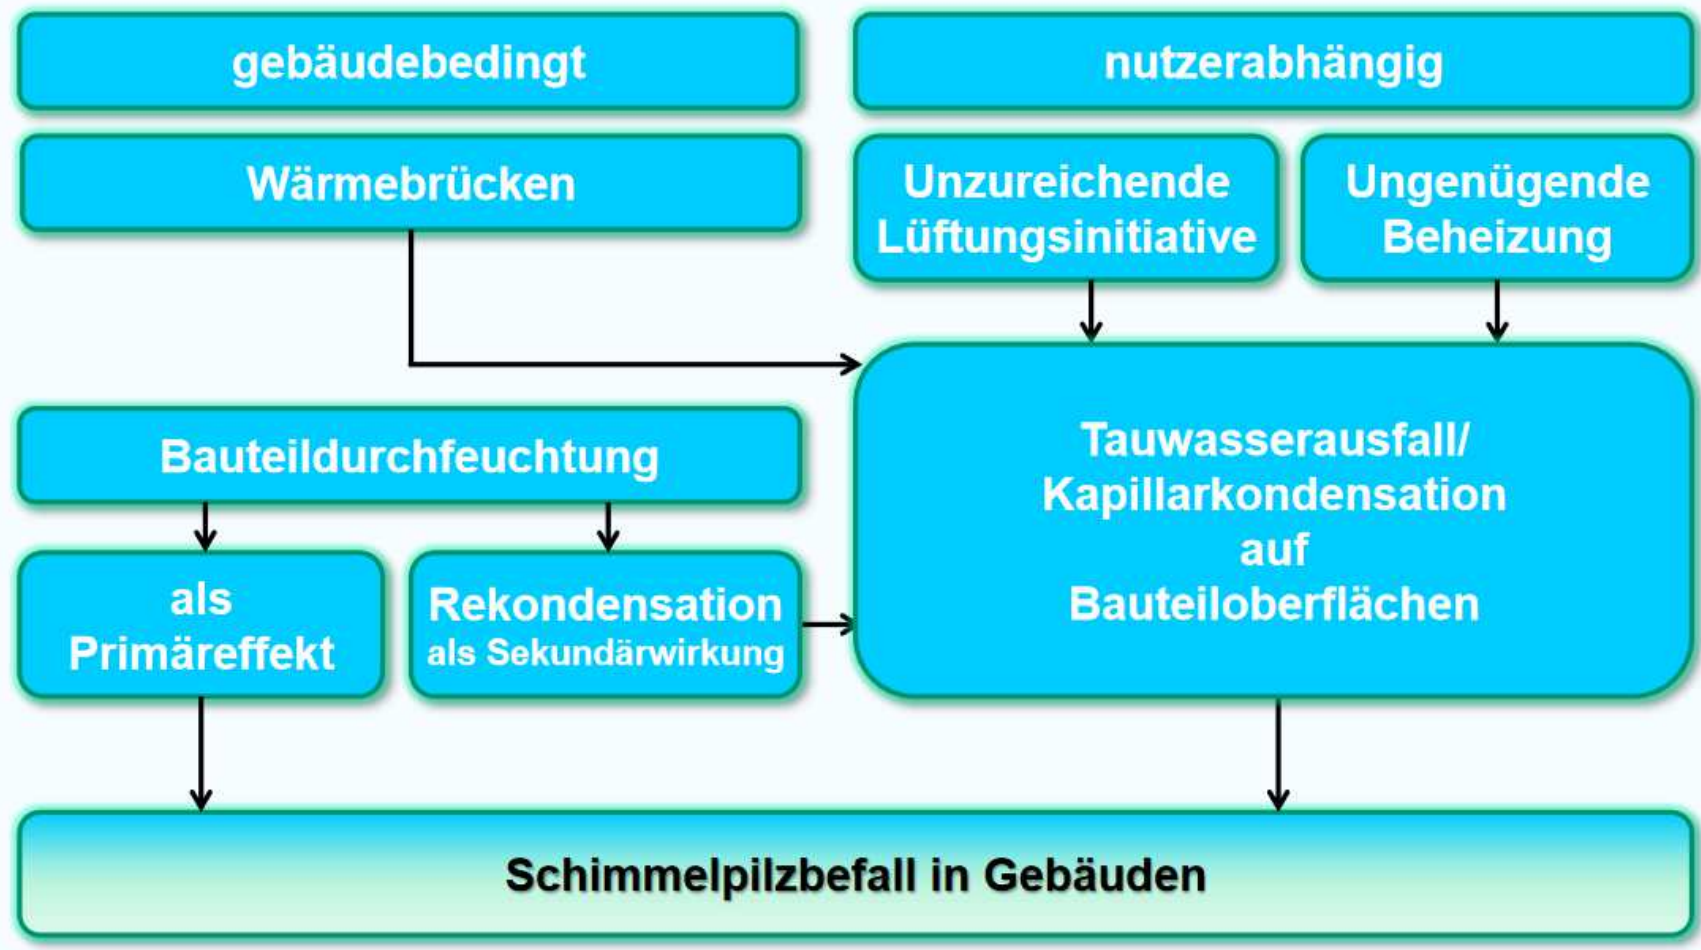 gebäudebedingt
nutzerabhängig
Wärmebrücken
Unzureichende
Lüftungsinitiative
Ungenügende
Beheizung
Bauteildurchfeuchtung
als
Primäreffekt
Rekondensation
als Sekundärwirkung
Tauwasserausfall/
Kapillarkondensation
auf
Bauteiloberflächen
Schimmelpilzbefall in Gebäuden